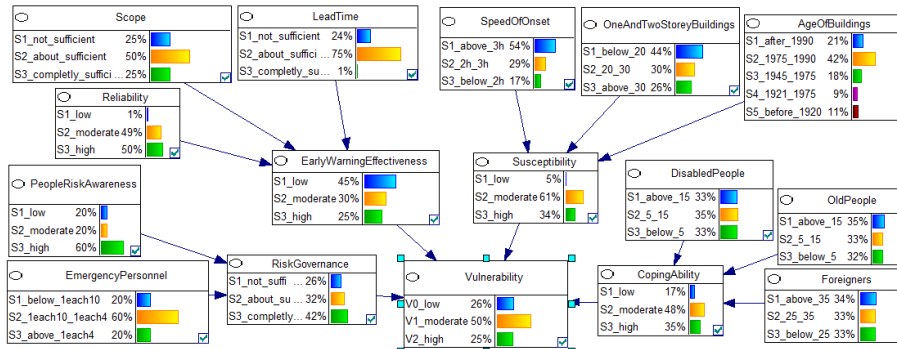 Scope
S1_not_sufficient 25%
S2_about_sufficient 50%
S3_completly_suffici ... 25%
LeadTime
S1_not_sufficient 24%
S2_about_suffici ... 75%
S3_completly_su... 1%
SpeedOfOnset
S1_above_3h 54%
S2_2h_3h 29%
S3_below_2h 17%
OneAndTwoStoreyBuildings
S1_below_20 44%
S2_20_30 30%
S3_above_30 26%
AgeOfBuildings
S1_after_1990 21%
S2_1975_1990 42%
S3_1945_1975 18%
S4_1921_1975 9%
S5_before_1920 11%
Reliability
S1_low 1%
S2_moderate 49%
S3_high 50%
EarlyWarningEffectiveness
S1_low 45%
S2_moderate 30%
S3_high 25%
Susceptibility
S1_low 5%
S2_moderate 61%
S3_high 34%
DisabledPeople
S1_above_15 33%
S2_5_15 35%
S3_below_5 33%
PeopleRiskAwareness
S1_low 20%
S2_moderate 20%
S3_high 60%
OldPeople
S1_above_15 35%
S2_5_15 33%
S3_below_5 32%
EmergencyPersonnel
S1_below_1each10 20%
S2_1each10_1each4 60%
S3_above_1each4 20%
RiskGovernance
S1_not_suffi ... 26%
S2_about_su ... 32%
S3_completly... 42%
Vulnerability
V0_low 26%
V1_moderate 50%
V2_high 25%
CopingAbility
S1_low 17%
S2_moderate 48%
S3_high 35%
Foreigners
S1_above_35 34%
S2_25_35 33%
S3_below_25 33%